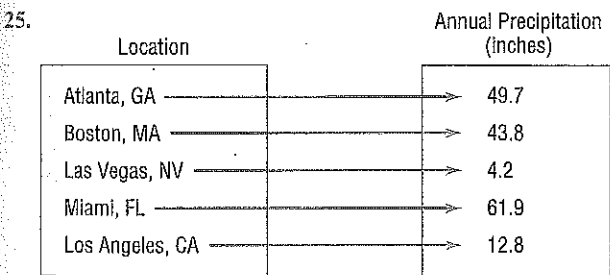 25.
Annual Precipitation
Location (inches)
Atlanta, GA 49.7
Boston, MA 43.8
Las Vegas, NV 4.2
Miami, FL 61.9
Los Angeles, CA 12.8